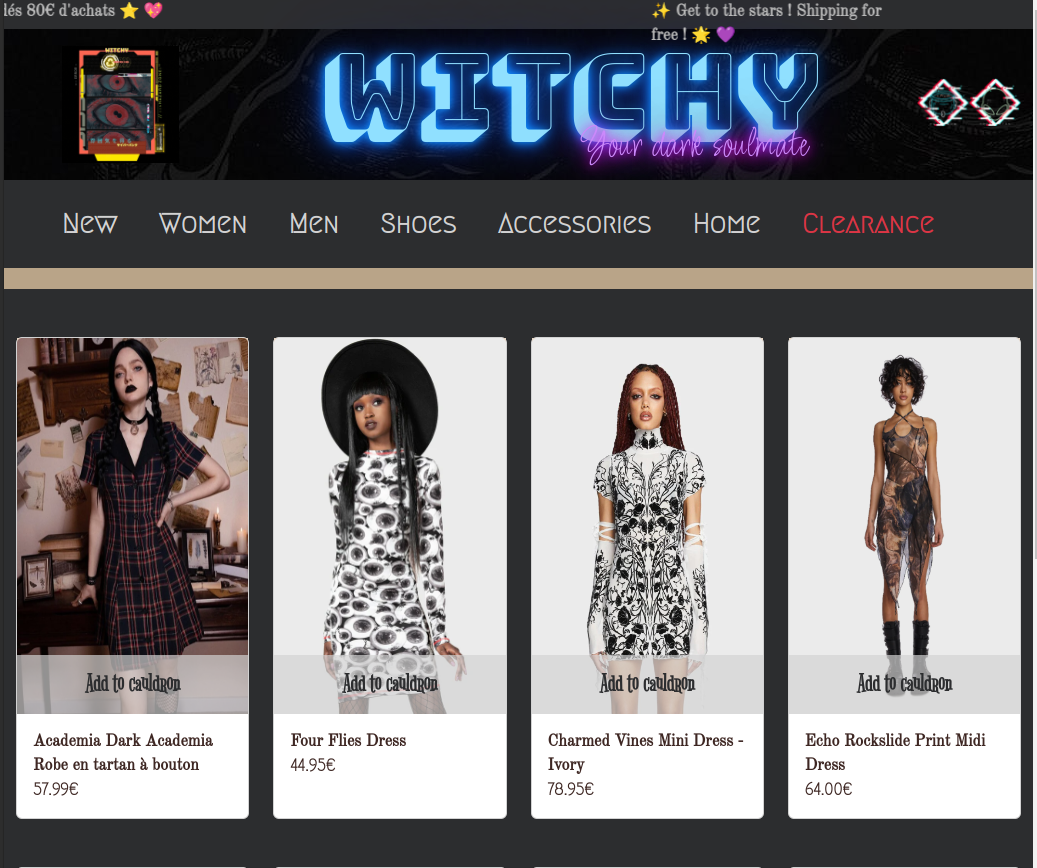 lés 80€ d'achats ⭐ 💖
✨ Get to the stars ! Shipping for
free ! 🌟 💜
WITCHY
WITCHY
Your dark soulmate
New Women Men Shoes Accessories Home Clearance
Add to cauldron Add to cauldron Add to cauldron Add to cauldron
Academia Dark Academia
Robe en tartan à bouton
57.99€
Four Flies Dress
44.95€
Charmed Vines Mini Dress -
Ivory
78.95€
Echo Rockslide Print Midi
Dress
64.00€